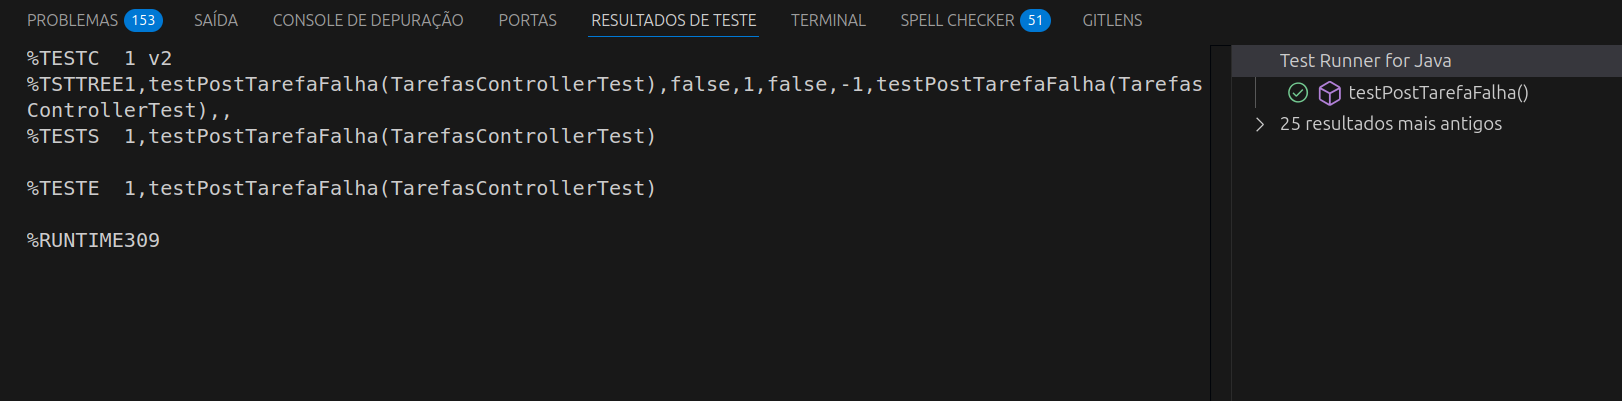 PROBLEMAS 153 SAÍDA CONSOLE DE DEPURAÇÃO PORTAS RESULTADOS DE TESTE TERMINAL SPELL CHECKER 51 GITLENS
%TESTC  1 v2
%TSTTREE1,testPostTarefaFalha(TarefasControllerTest),false,1,false,-1,testPostTarefaFalha(Tarefas
ControllerTest),,
%TESTS  1,testPostTarefaFalha(TarefasControllerTest)
%TESTE  1,testPostTarefaFalha(TarefasControllerTest)
%RUNTIME309
Test Runner for Java
testPostTarefaFalha()
25 resultados mais antigos